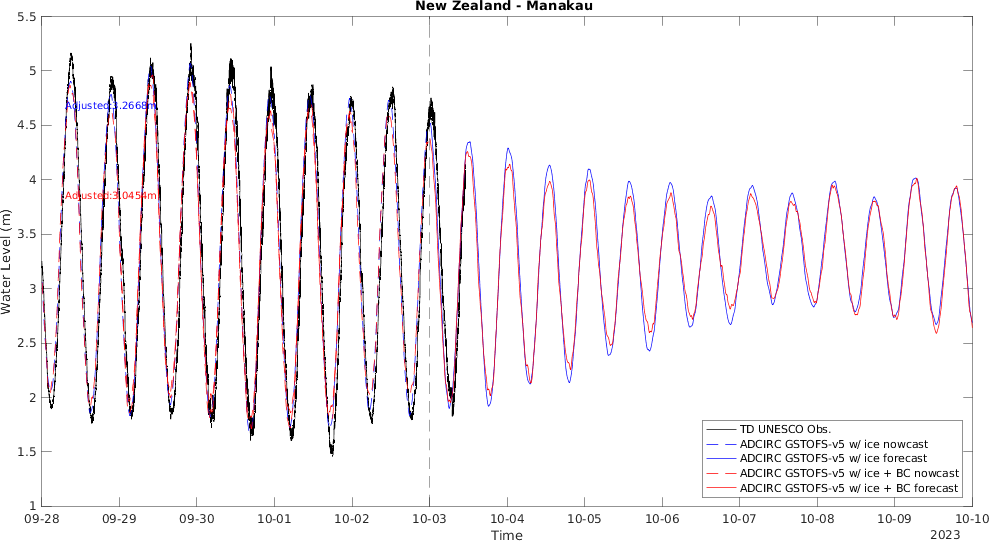 New Zealand - Manakau
5.5
5
4.5
4
3.5
3
2.5
2
1.5
1
Water Level (m)
Adjusted:3.2668m
Adjusted:3.0454m
TD UNESCO Obs.
ADCIRC GSTOFS-v5 w/ ice nowcast
ADCIRC GSTOFS-v5 w/ ice forecast
ADCIRC GSTOFS-v5 w/ ice + BC nowcast
ADCIRC GSTOFS-v5 w/ ice + BC forecast
09-28 09-29 09-30 10-01 10-02 10-03 10-04 10-05 10-06 10-07 10-08 10-09 10-10
Time
2023